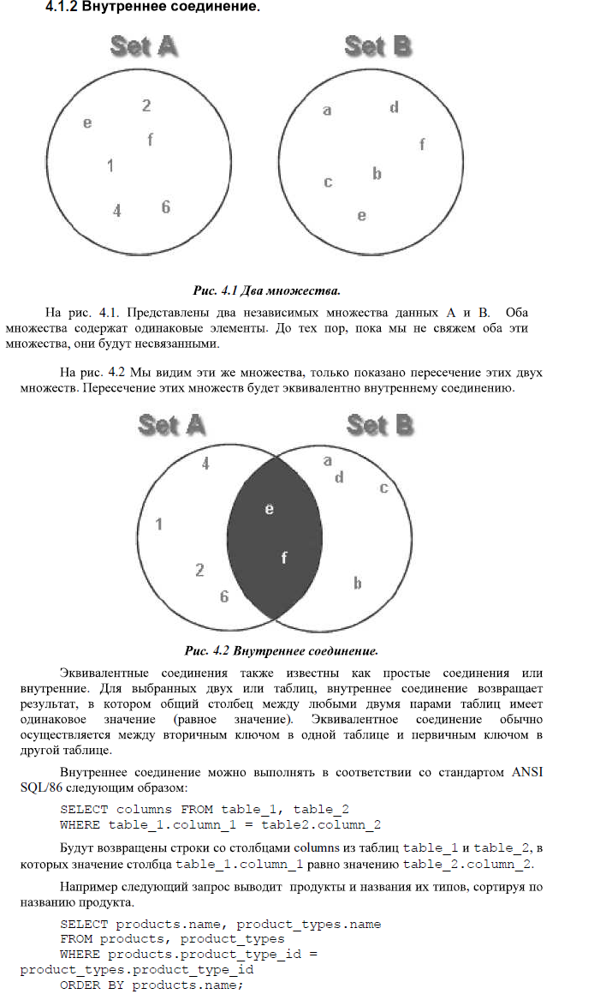 4.1.2 Внутреннее соединение.
Set A Set B
2
e
a
d
f
f
1
b
c
4
6
e
Рис. 4.1 Два множества.
На рис. 4.1. Представлены два независимых множества данных А и В. Оба
множества содержат одинаковые элементы. До тех пор, пока мы не свяжем оба эти
множества, они будут несвязанными.
На рис. 4.2 Мы видим эти же множества, только показано пересечение этих двух
множеств. Пересечение этих множеств будет эквивалентно внутреннему соединению.
Set A Set B
4
a
d
c
e
1
f
2
b
6
Рис. 4.2 Внутреннее соединение.
Эквивалентные соединения также известны как простые соединения или
внутренние. Для выбранных двух или таблиц, внутреннее соединение возвращает
результат, в котором общий столбец между любыми двумя парами таблиц имеет
одинаковое значение (равное значение). Эквивалентное соединение обычно
осуществляется между вторичным ключом в одной таблице и первичным ключом в
другой таблице.
Внутреннее соединение можно выполнять в соответствии со стандартом ANSI
SQL/86 следующим образом:
SELECT columns FROM table_1, table_2
WHERE table_1.column_1 = table2.column_2
Будут возвращены строки со столбцами columns из таблиц table_1 и table_2, в
которых значение столбца table_1.column_1 равно значению table_2.column_2.
Например следующий запрос выводит продукты и названия их типов, сортируя по
названию продукта.
SELECT products.name, product_types.name
FROM products, product_types
WHERE products.product_type_id =
product_types.product_type_id
ORDER BY products.name;